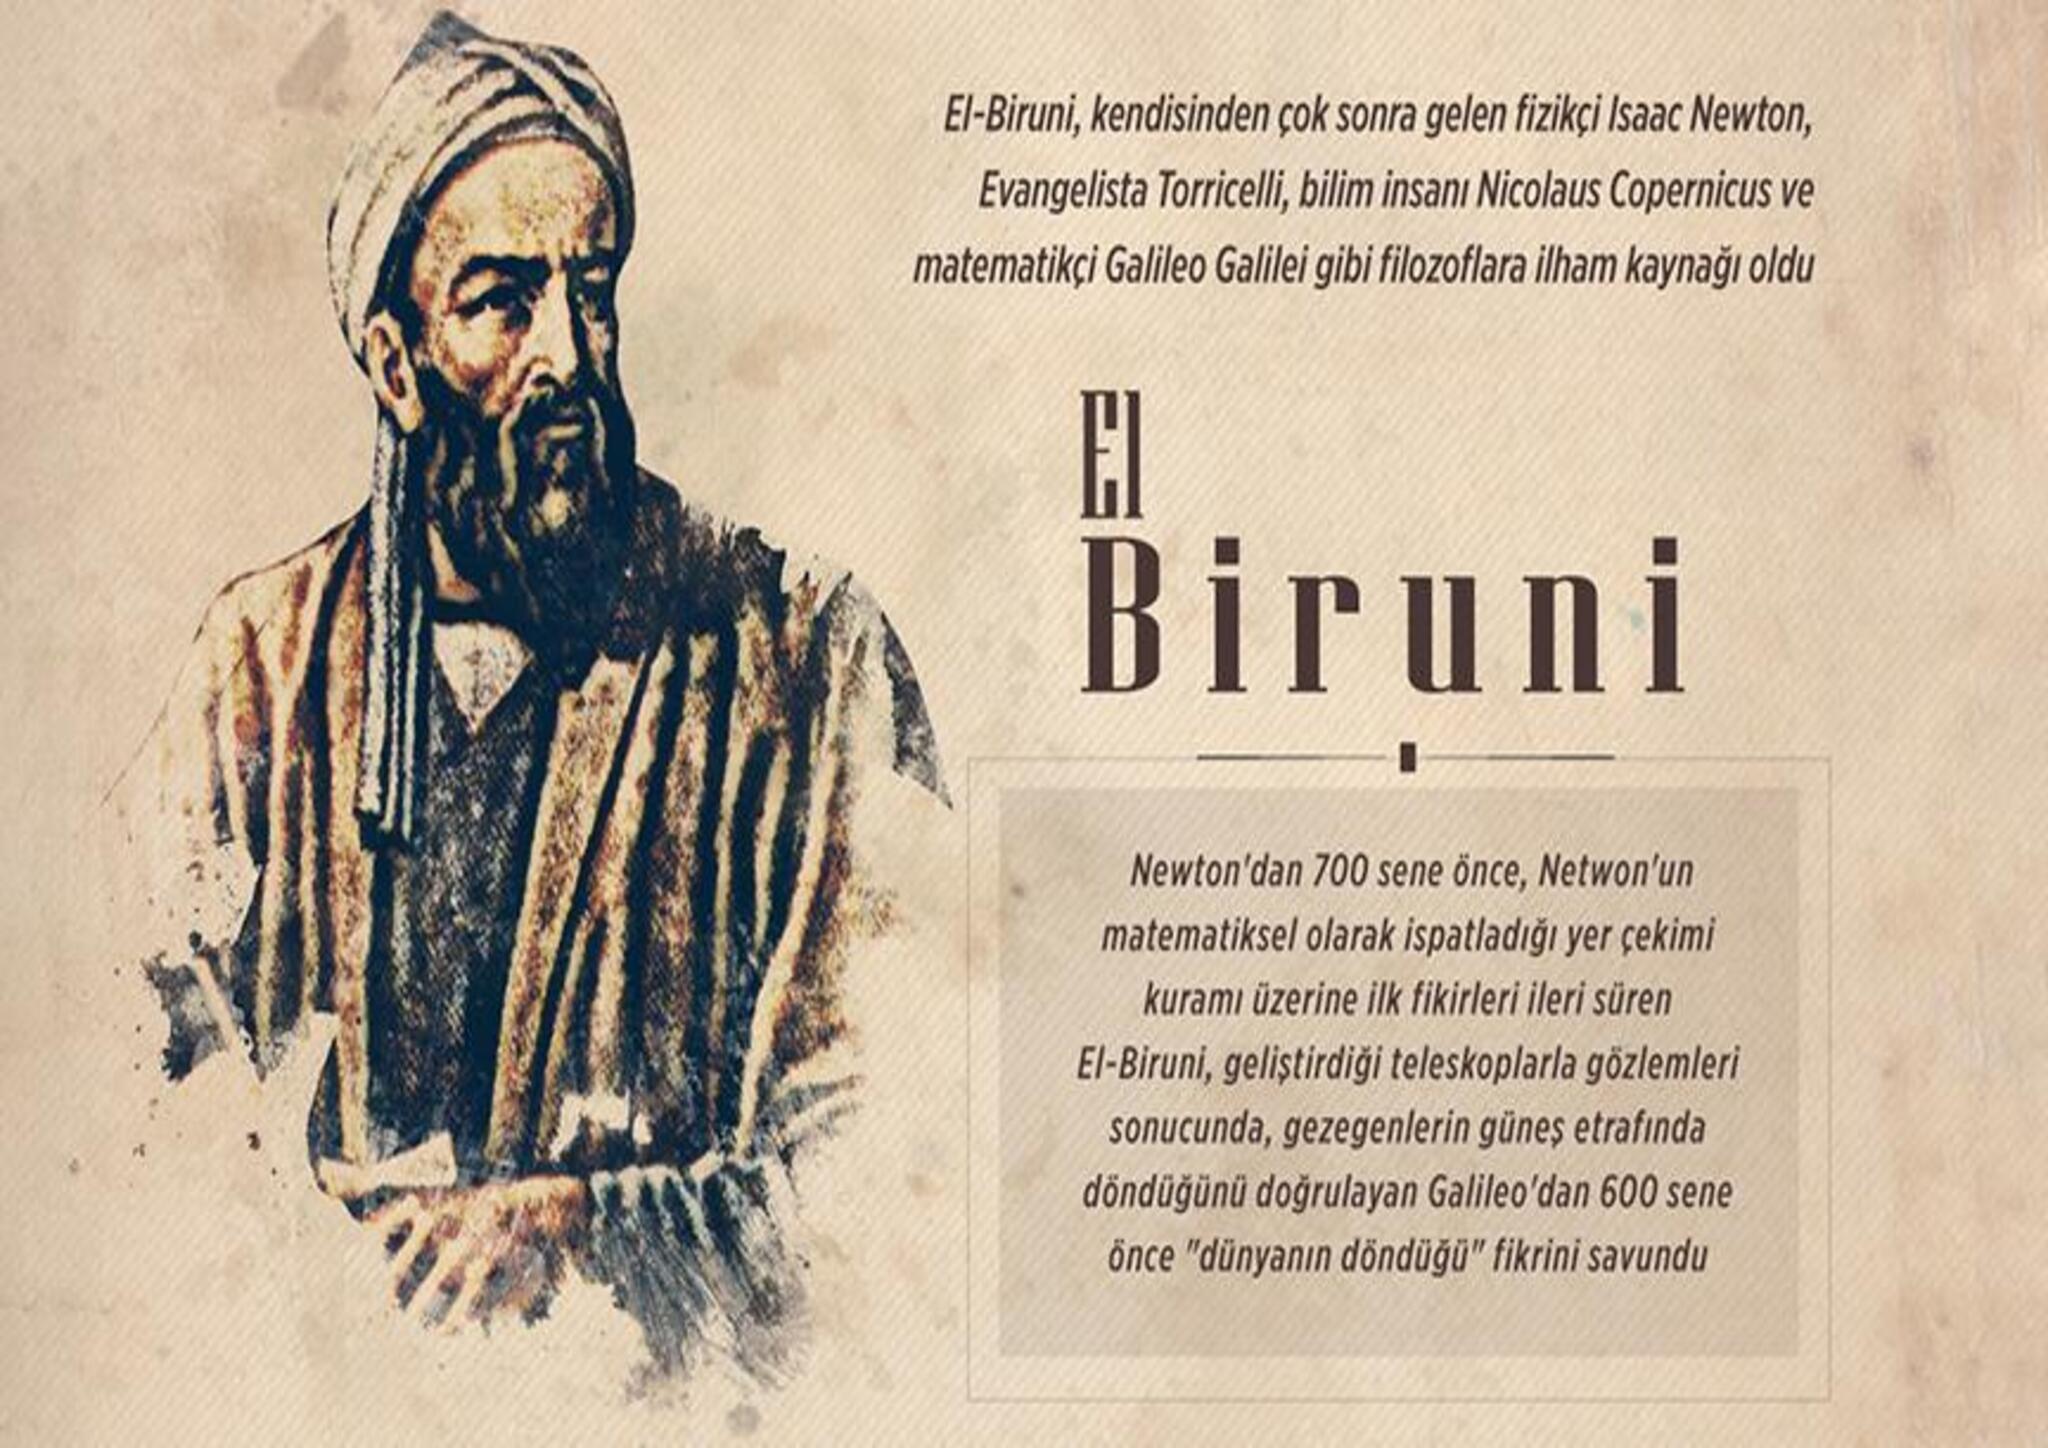 El-Biruni, kendisinden çok sonra gelen fizikçi Isaac Newton,
Evangelista Torricelli, bilim insanı Nicolaus Copernicus ve
matematikçi Galileo Galilei gibi filozoflara ilham kaynağı oldu
El
Biruni
Newton'dan 700 sene önce, Netwon'un
matematiksel olarak ispatladığı yer çekimi
kuramı üzerine ilk fikirleri ileri süren
El-Biruni, geliştirdiği teleskoplarla gözlemleri
sonucunda, gezegenlerin güneş etrafında
döndüğünü doğrulayan Galileo'dan 600 sene
önce "dünyanın döndüğü" fikrini savundu